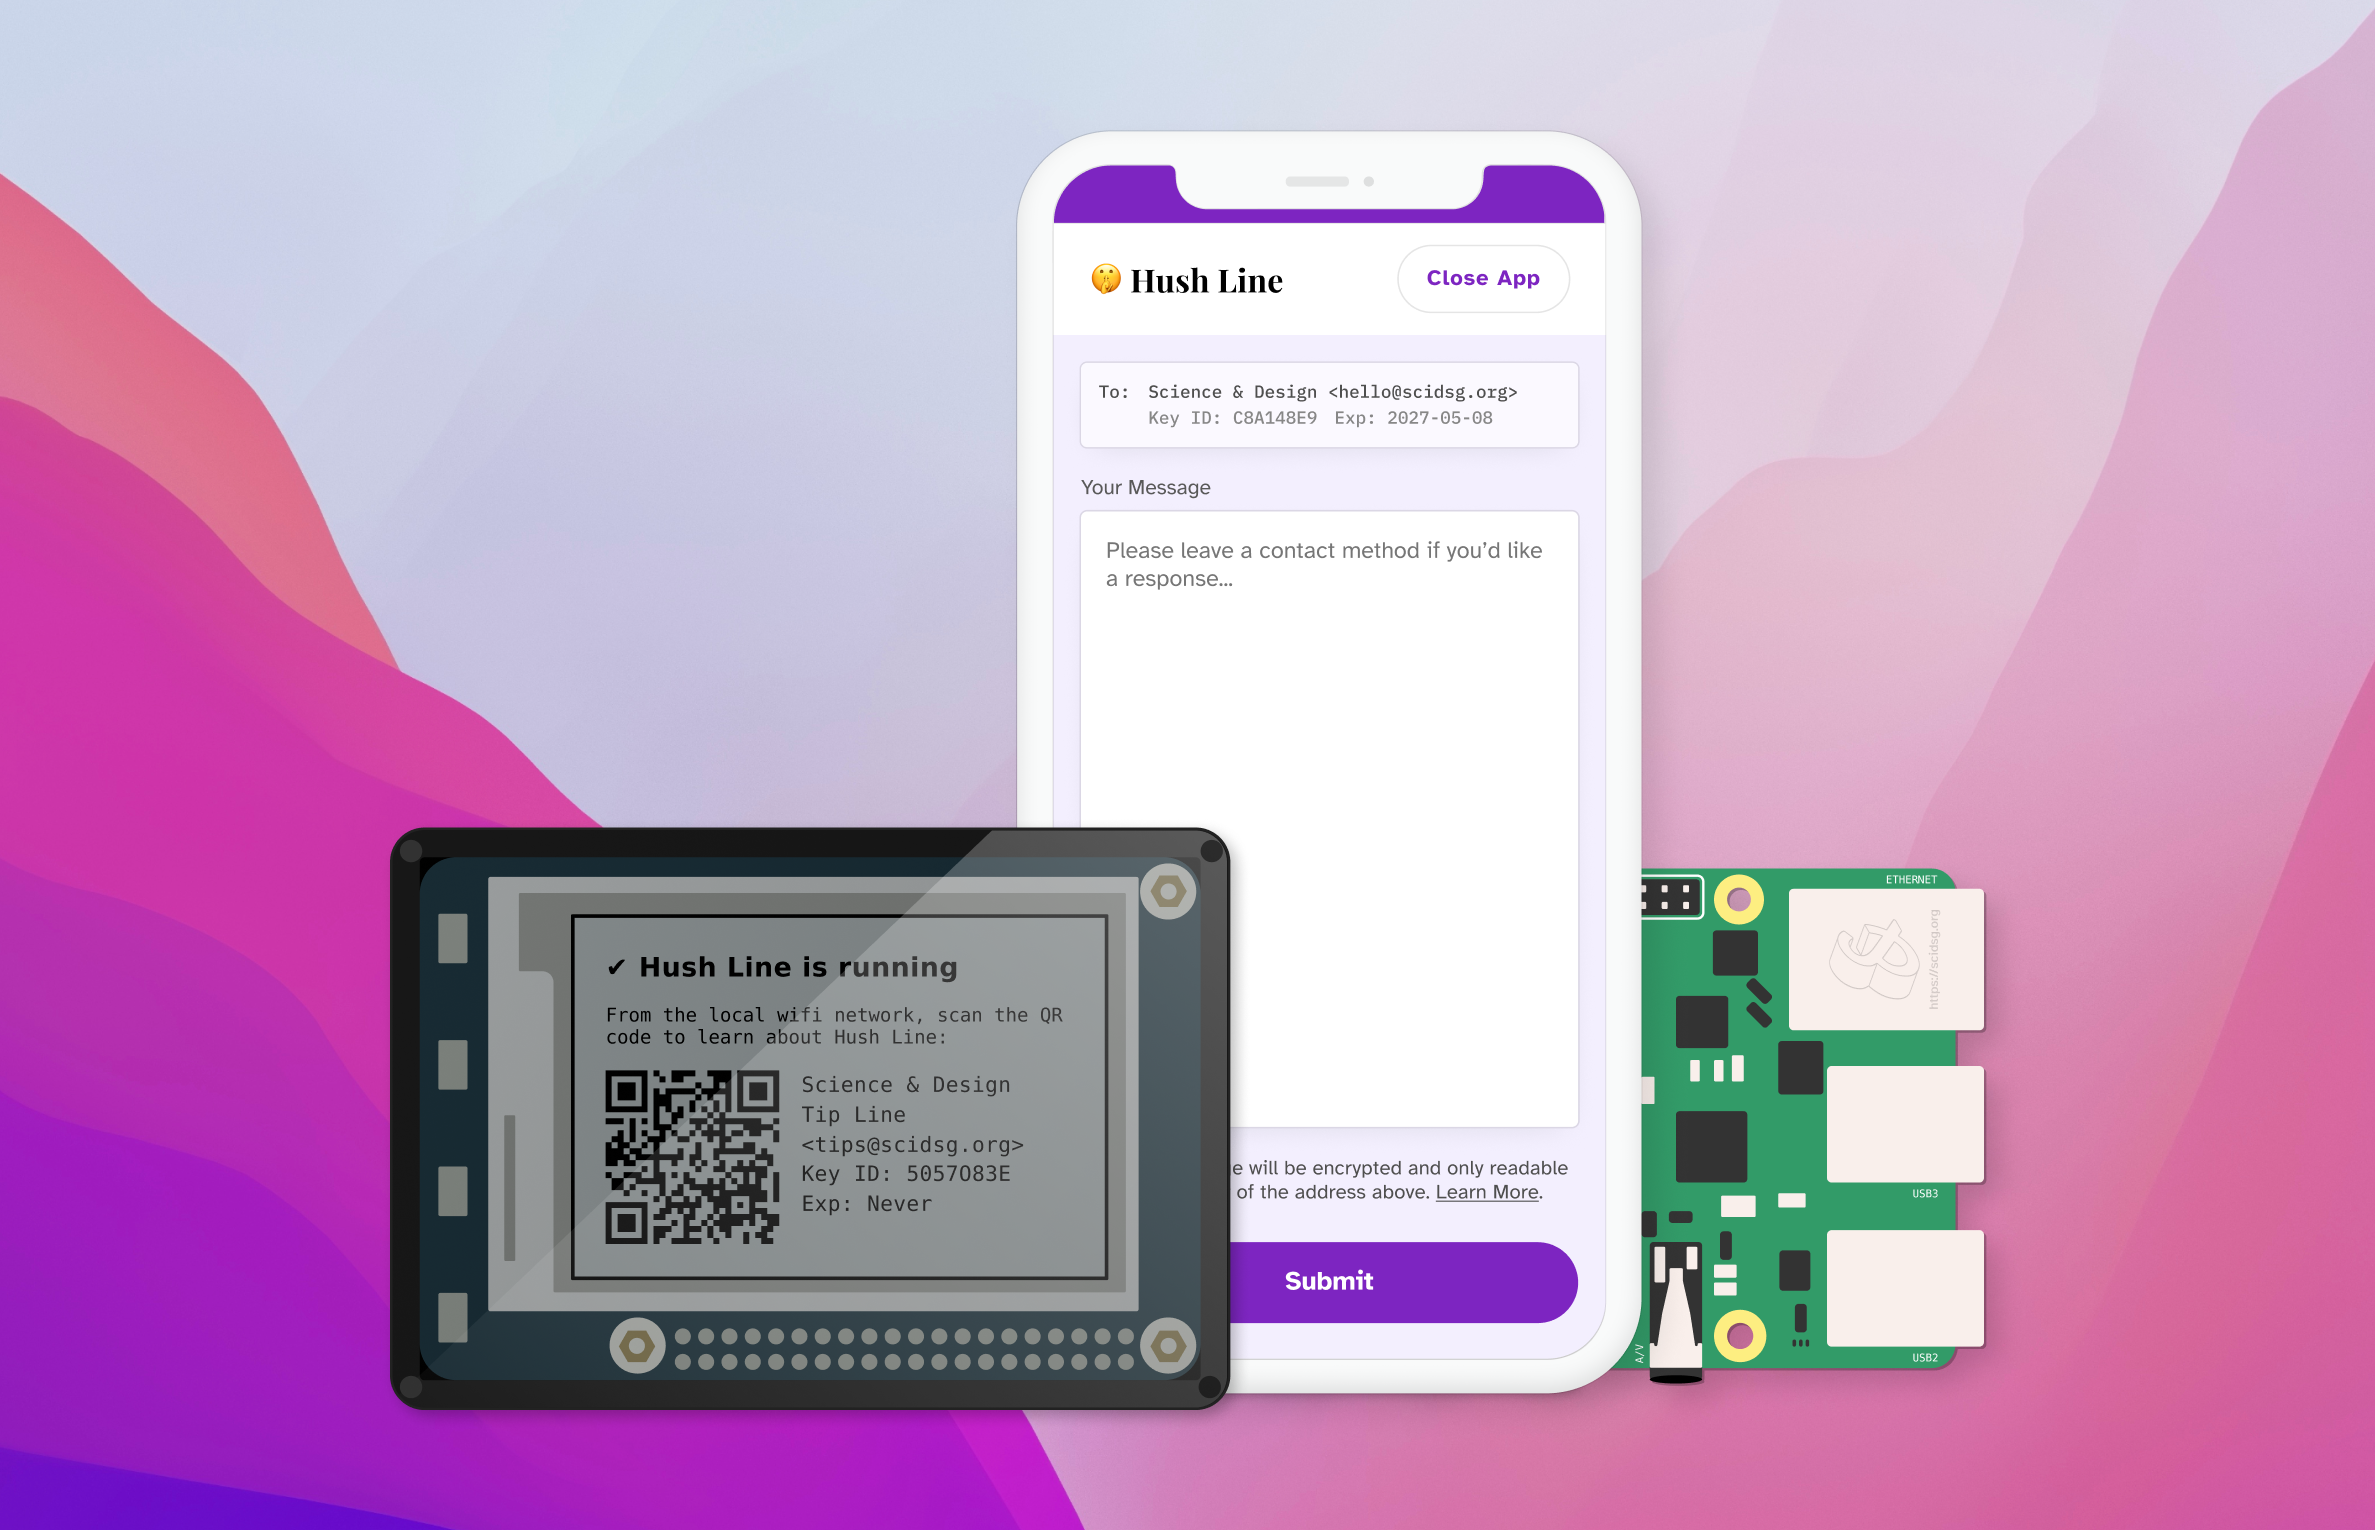 🤫 Hush Line
Close App
To: Science & Design <hello@scidsg.org>
Key ID: C8A148E9 Exp: 2027-05-08
Your Message
Please leave a contact method if you’d like
a response...
e will be encrypted and only readable
of the address above. Learn More.
Submit
✔ Hush Line is running
From the local wifi network, scan the QR
code to learn about Hush Line:
Science & Design
Tip Line
<tips@scidsg.org>
Key ID: 5057083E
Exp: Never
ETHERNET
https://scidsg.org
USB3
USB2
A/V